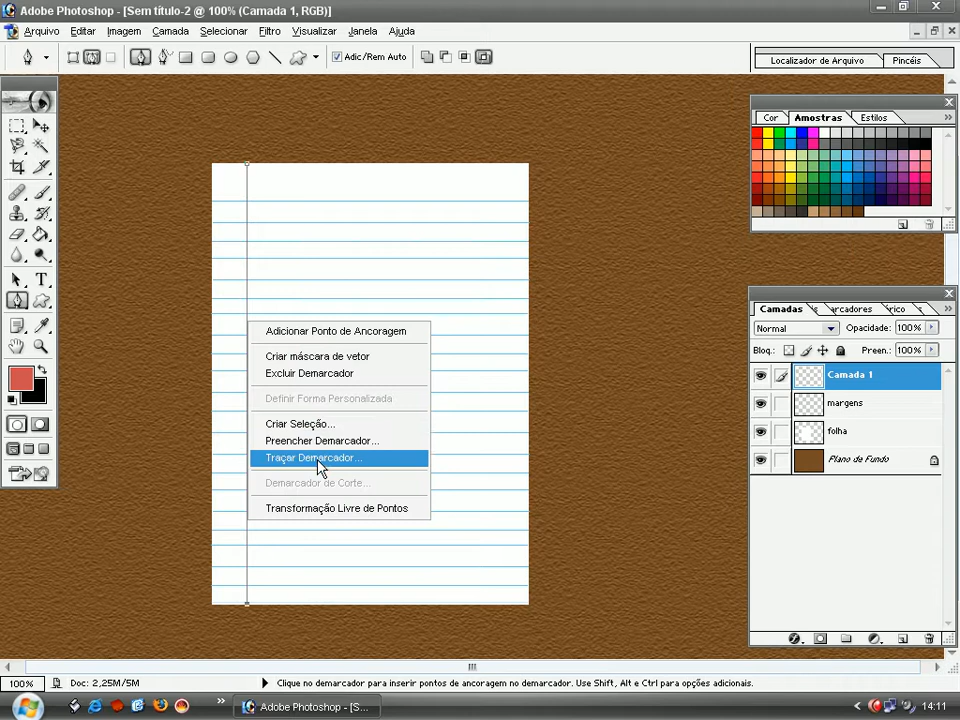 Adobe Photoshop - [Sem título-2 @ 100% (Camada 1, RGB)]
Arquivo Editar Imagem Camada Selecionar Filtro Visualizar Janela Ajuda
Adic/Rem Auto
Localizador de Arquivo Pincéis
Cor Amostras Estilos
Adicionar Ponto de Ancoragem
Criar máscara de vetor
Excluir Demarcador
Definir Forma Personalizada
Criar Seleção...
Preencher Demarcador...
Traçar Demarcador...
Demarcador de Corte...
Transformação Livre de Pontos
Camadas s arcadores rico s
Normal Opacidade: 100%
Bloq.: Preen.: 100%
Camada 1
margens
folha
Plano de Fundo
100% Doc: 2,25M/5M Clique no demarcador para inserir pontos de ancoragem no demarcador. Use Shift, Alt e Ctrl para opções adicionais.
Adobe Photoshop - [S... 14:11